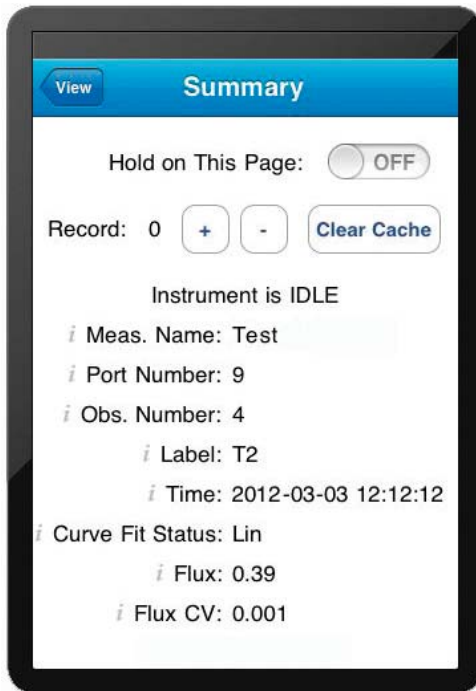 View Summary
Hold on This Page: OFF
Record: 0 + - Clear Cache
Instrument is IDLE
i Meas. Name: Test
i Port Number: 9
i Obs. Number: 4
i Label: T2
i Time: 2012-03-03 12:12:12
i Curve Fit Status: Lin
i Flux: 0.39
i Flux CV: 0.001